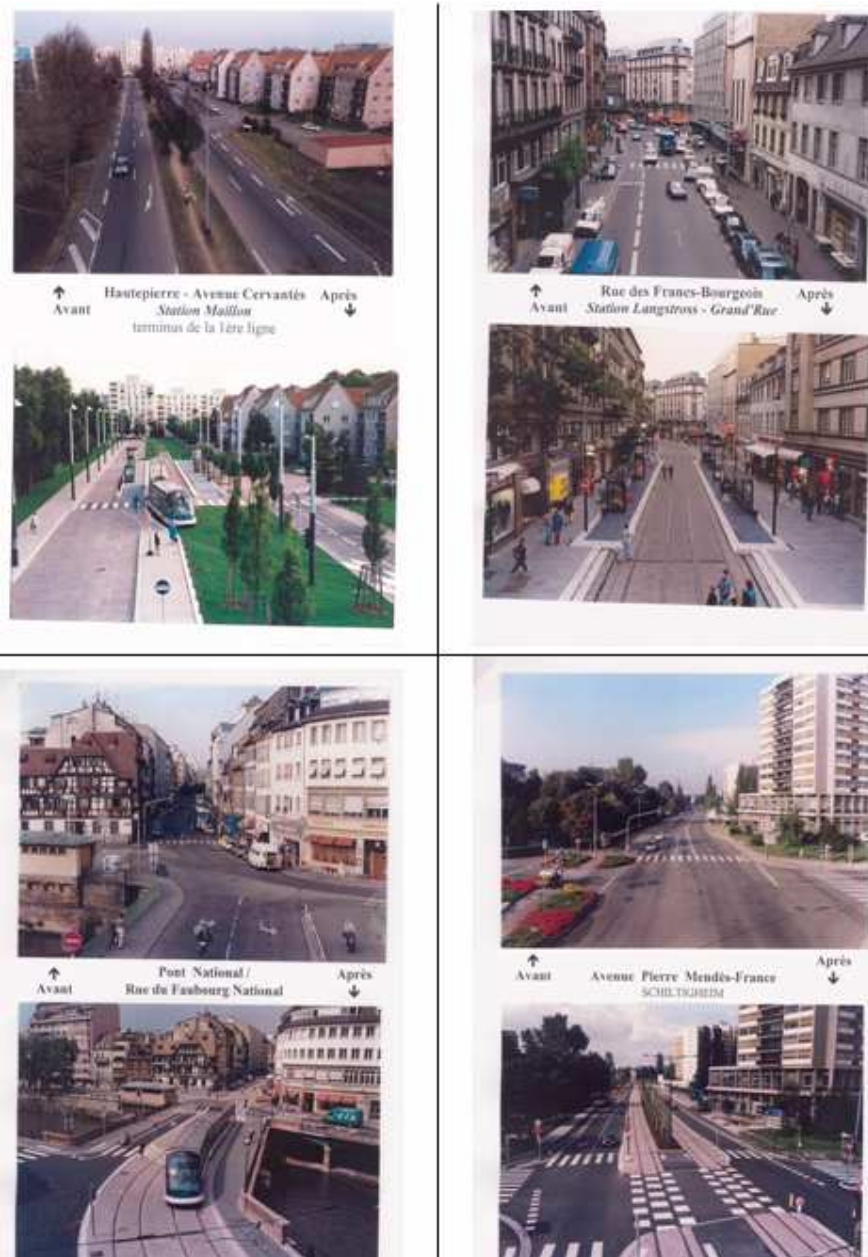 Hautepierre - Avenue Cervantés
Avant
Après
Station Maillon
terminus de la 1ère ligne
Rue des Francs-Bourgeois
Avant
Après
Station Langstross - Grand'Rue
Pont National /
Avant
Après
Rue du Faubourg National
Avant
Avenue Pierre Mendès-France
Après
SCHILTIGHEIM